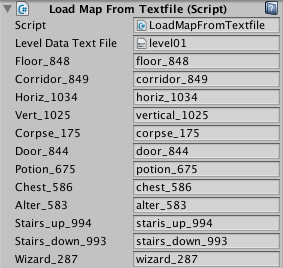 Load Map From Textfile (Script)
Script LoadMapFromTextfile
Level Data Text File level01
Floor_848 floor_848
Corridor_849 corridor_849
Horiz_1034 horiz_1034
Vert_1025 vertical_1025
Corpse_175 corpse_175
Door_844 door_844
Potion_675 potion_675
Chest_586 chest_586
Alter_583 alter_583
Stairs_up_994 staris_up_994
Stairs_down_993 stairs_down_993
Wizard_287 wizard_287